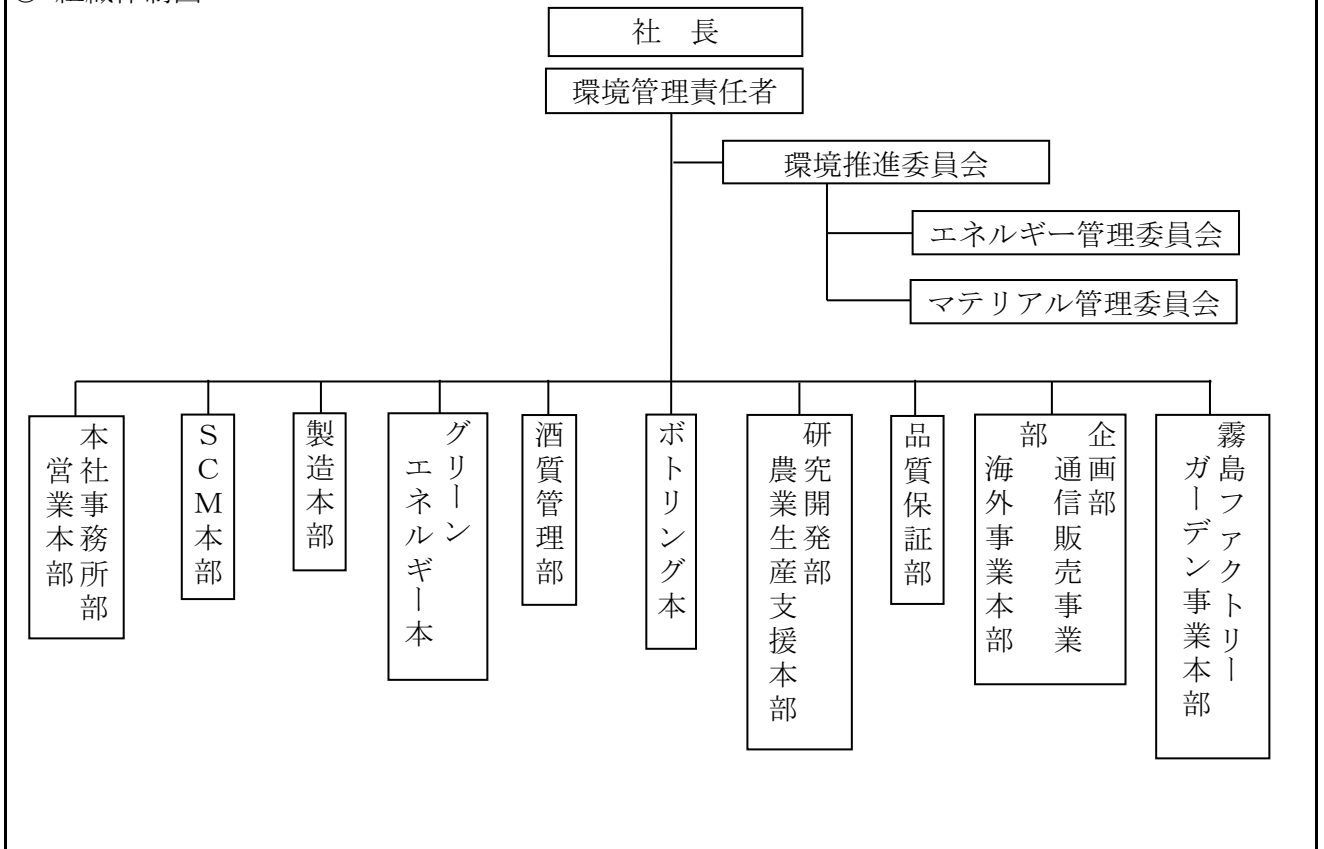 社 長
環境管理責任者
環境推進委員会
エネルギー管理委員会
マテリアル管理委員会
本社事務所部
営業本部
SCM本部
製造本部
グリーン
エネルギー本
酒質管理部
ボトリング本
研究開発部
農業生産支援本部
品質保証部
企画部
通信販売事業
部
海外事業本部
霧島ファクトリー
ガーデン事業本部